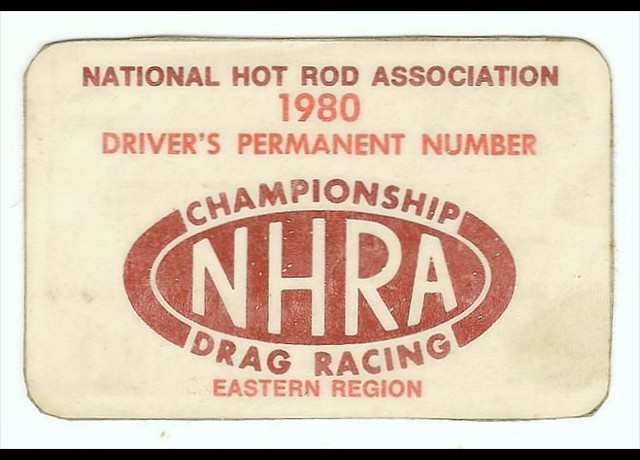 NATIONAL HOT ROD ASSOCIATION
1980
DRIVER'S PERMANENT NUMBER
CHAMPIONSHIP
NHRA
DRAG RACING
EASTERN REGION